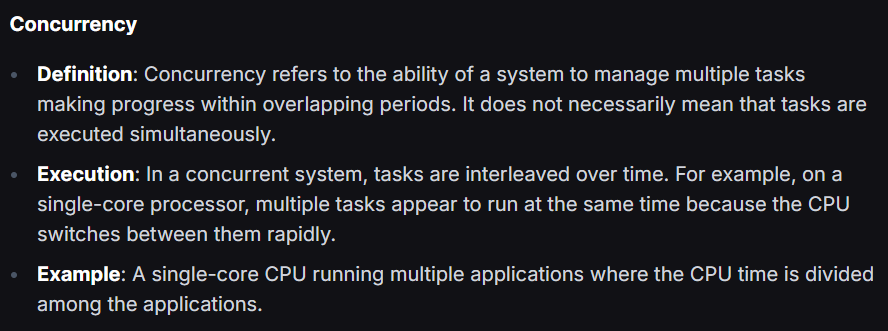 Concurrency
• Definition: Concurrency refers to the ability of a system to manage multiple tasks
making progress within overlapping periods. It does not necessarily mean that tasks are
executed simultaneously.
• Execution: In a concurrent system, tasks are interleaved over time. For example, on a
single-core processor, multiple tasks appear to run at the same time because the CPU
switches between them rapidly.
• Example: A single-core CPU running multiple applications where the CPU time is divided
among the applications.